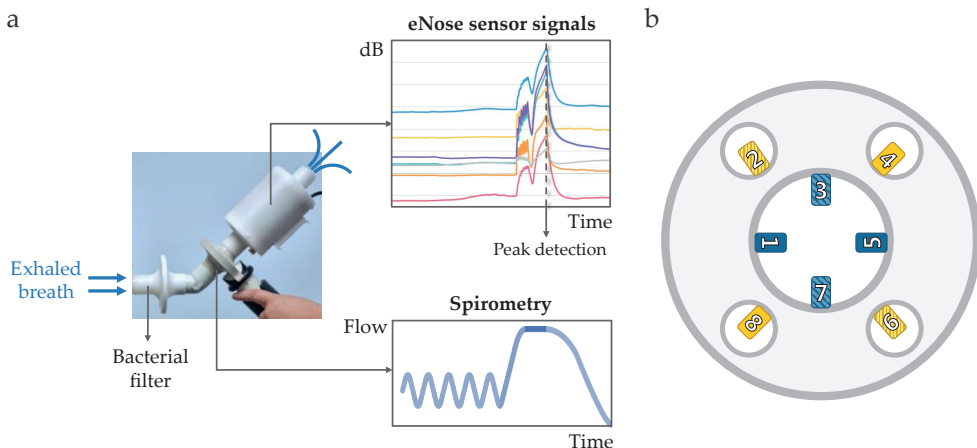 a
eNose sensor signals
dB
Time
Peak detection
Exhaled
breath
Bacterial
filter
Spirometry
Flow
Time
b
2
4
3
1
5
7
8
6